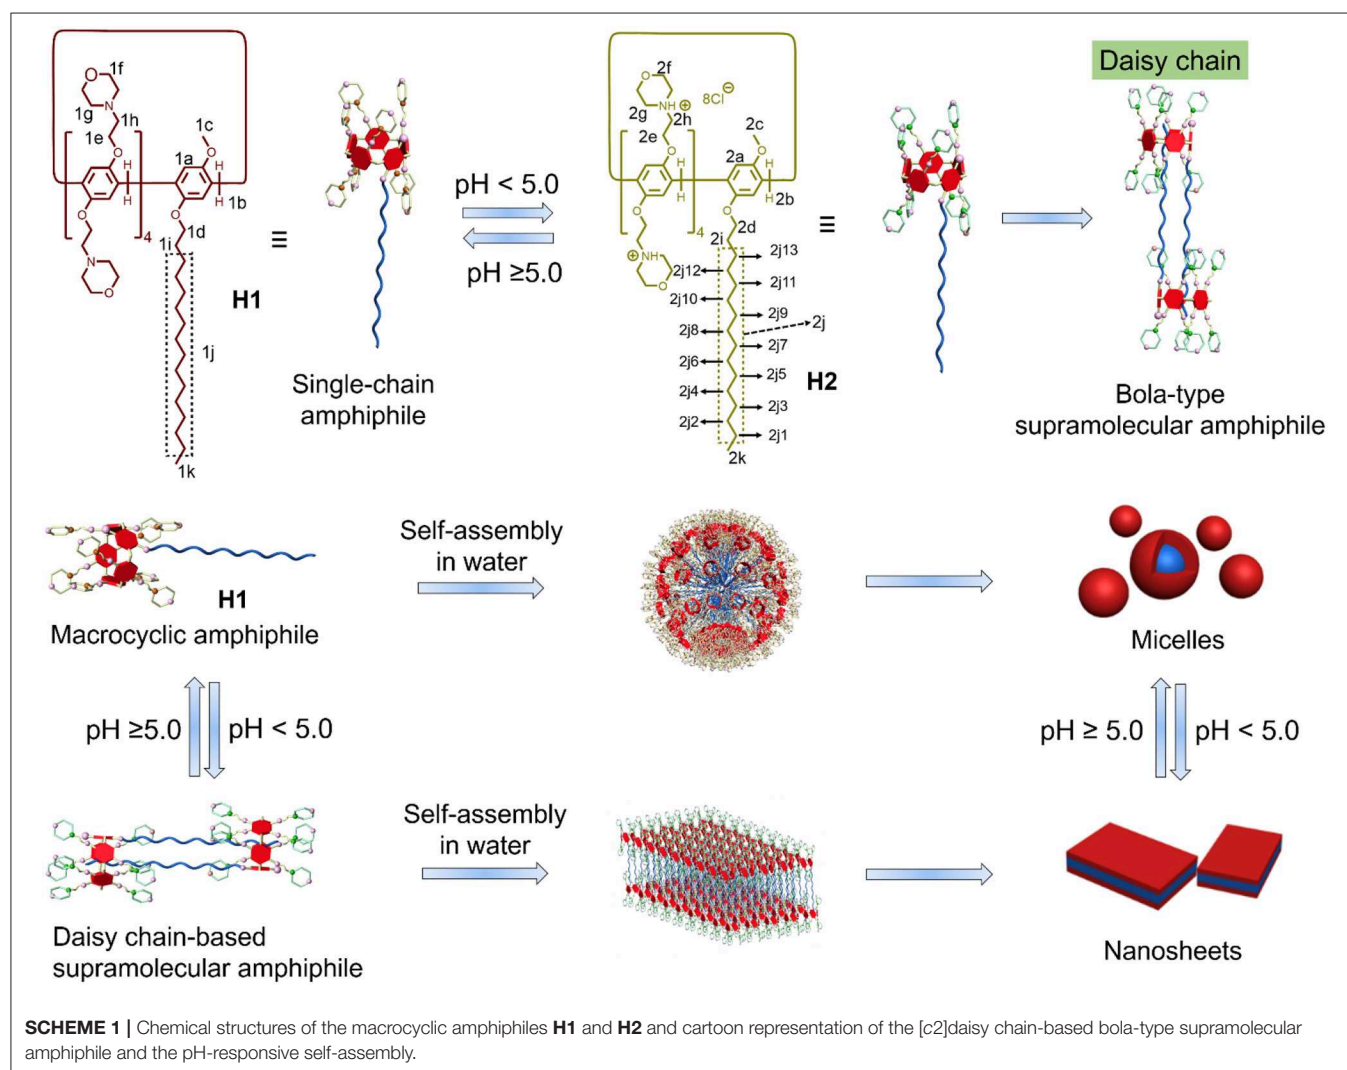 1f
O
1g
N
1h
1e
1c
O
O
1a
H
H
1b
4
O
O
1d
1i
N
O
H1
1j
1k
≡
Single-chain
amphiphile
pH < 5.0
pH ≥5.0
2f
O
2g
NH
⊕
2h
8Cl⊖
2e
2c
O
O
2a
H
H
2b
4
O
O
2d
2i
⊕
NH
O
2j13
2j12
2j11
2j10
2j9
2j
2j8
2j7
2j6
2j5
H2
2j4
2j3
2j2
2j1
2k
≡
Daisy chain
Bola-type
supramolecular amphiphile
H1
Macrocyclic amphiphile
Self-assembly
in water
Micelles
pH ≥5.0
pH < 5.0
pH ≥ 5.0
pH < 5.0
Daisy chain-based
supramolecular amphiphile
Self-assembly
in water
Nanosheets
SCHEME 1 | Chemical structures of the macrocyclic amphiphiles H1 and H2 and cartoon representation of the [c2]daisy chain-based bola-type supramolecular
amphiphile and the pH-responsive self-assembly.